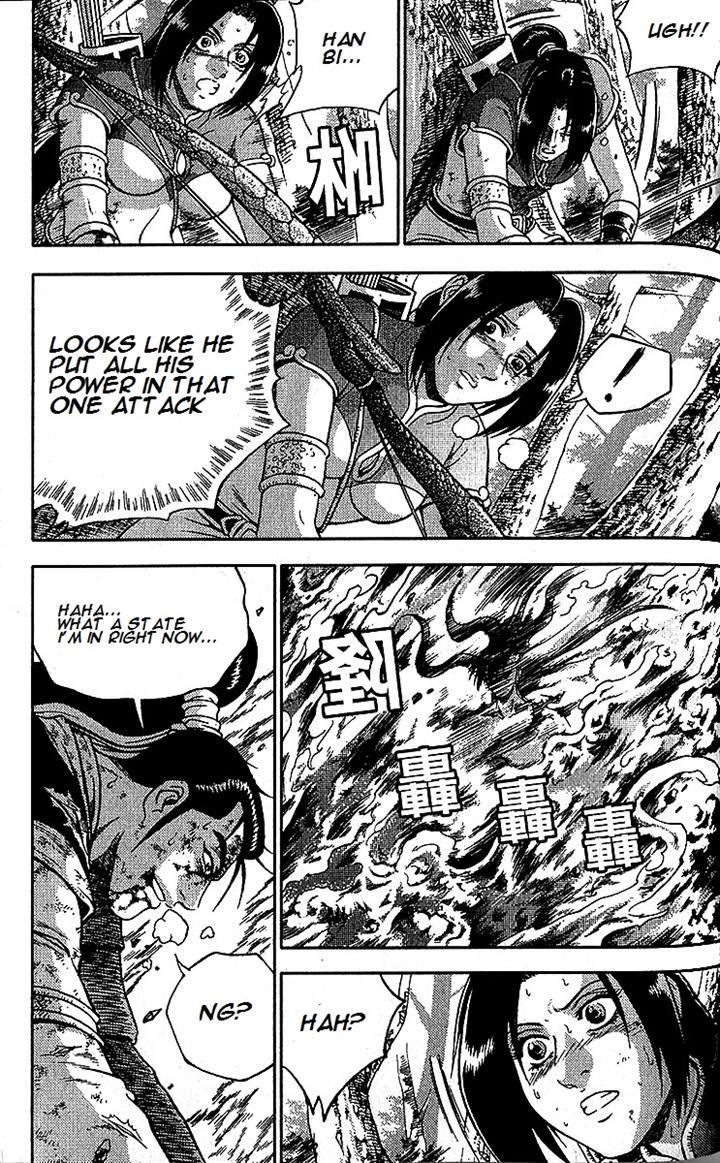 UGH!!
HAN
BI...
!
LOOKS LIKE HE
PUT ALL HIS
POWER IN THAT
ONE ATTACK
隆
轟轟轟
HAH?
HAHA...
WHAT A STATE
I'M IN RIGHT NOW...
NG?